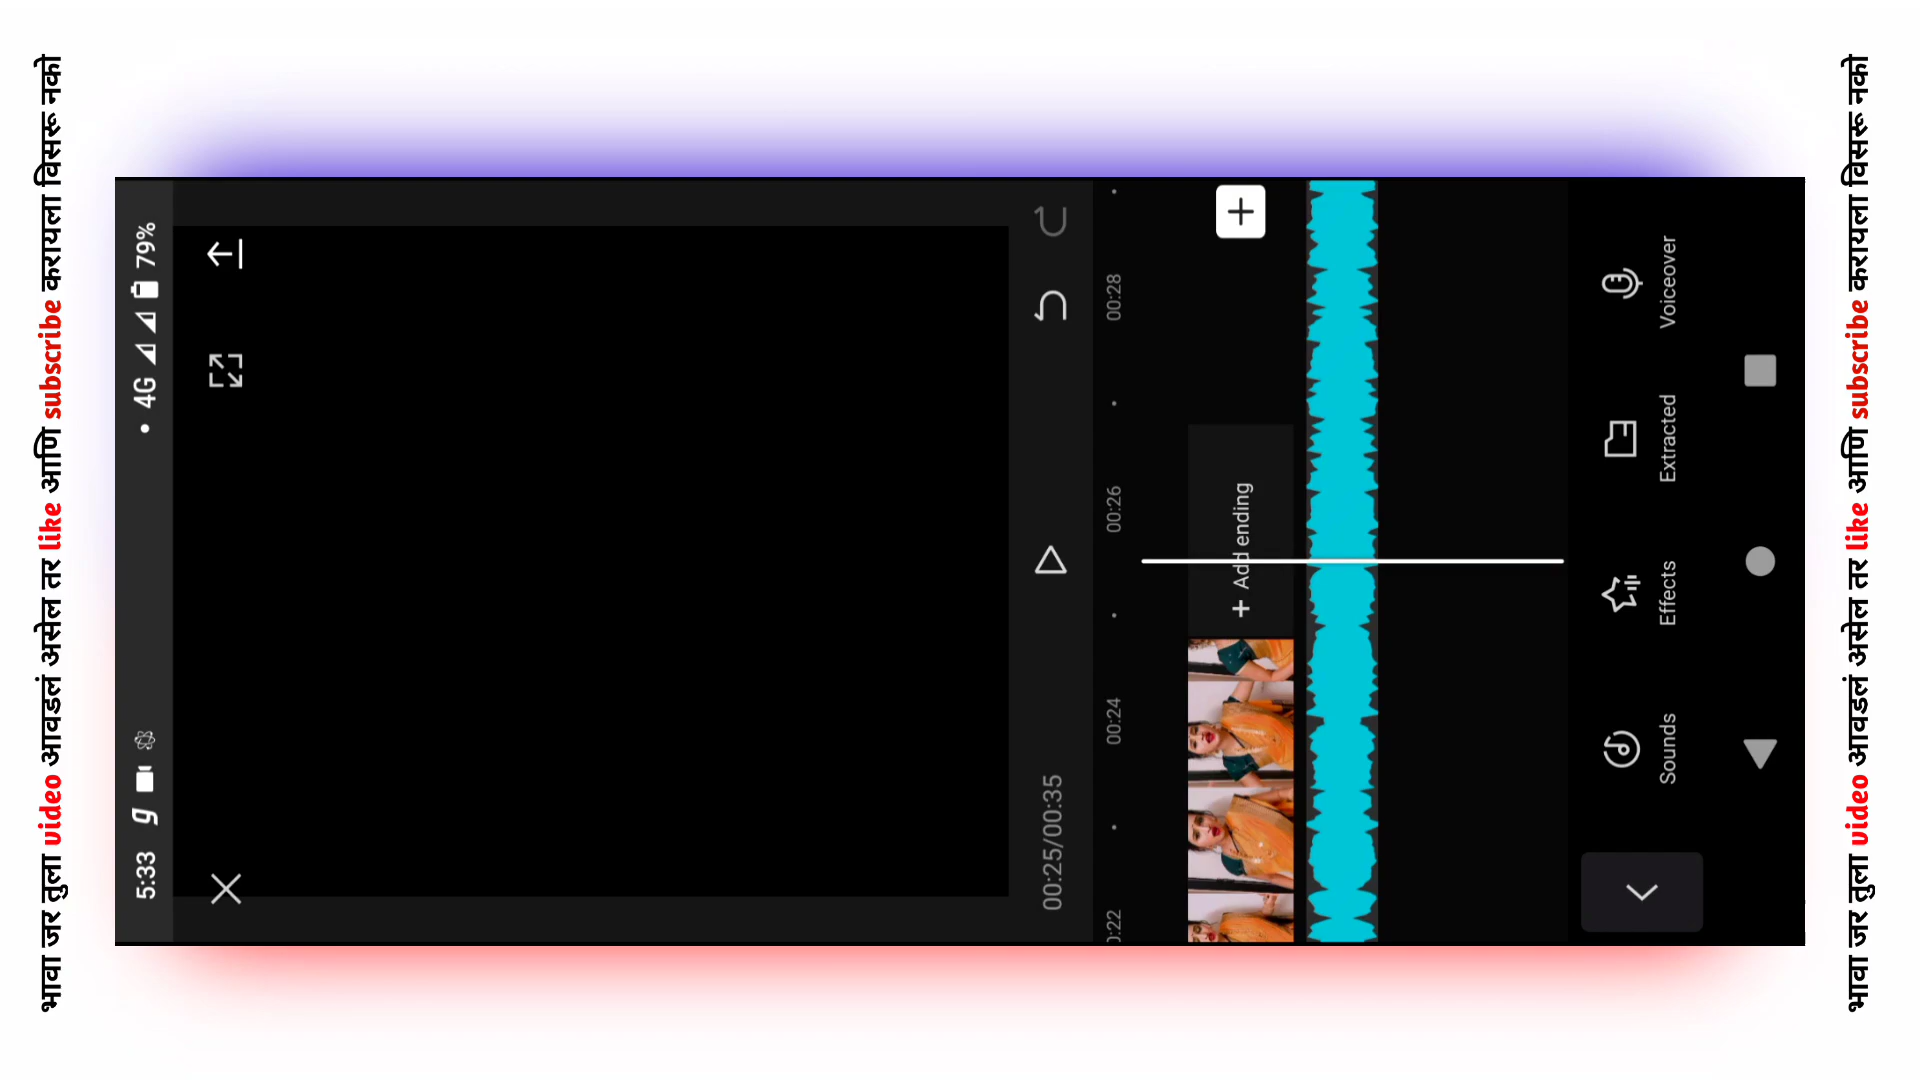 भावा जर तुला video आवडलं असेल तर like आणि subscribe करायला विसरू नको
5:33 g 4G 79%
00:25/00:35
0:22 00:24 00:26 00:28
+ Add ending
Sounds Effects Extracted Voiceover
भावा जर तुला video आवडलं असेल तर like आणि subscribe करायला विसरू नको